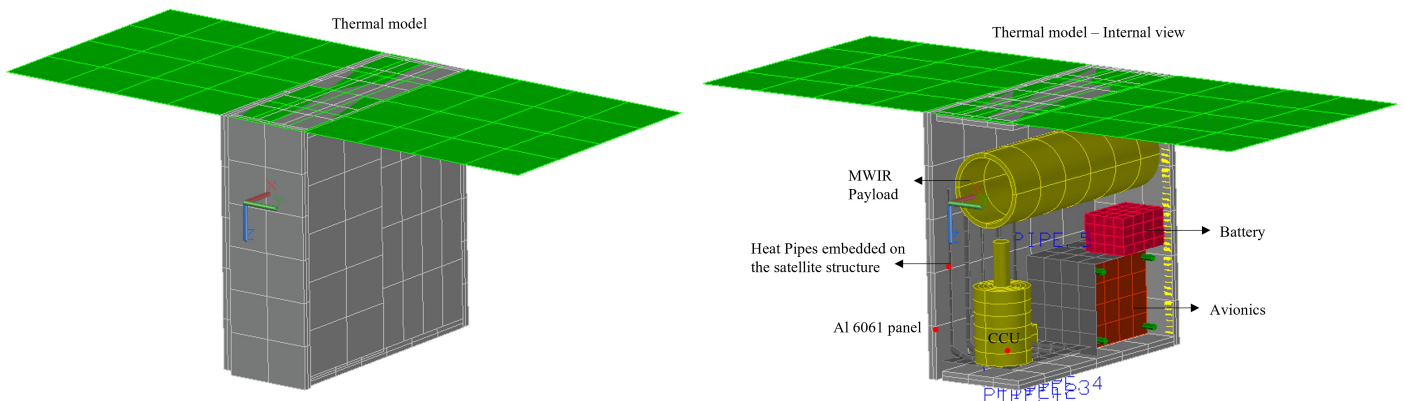 Thermal model
Thermal model – Internal view
MWIR
Payload
Heat Pipes embedded on
the satellite structure
Al 6061 panel
CCU
Battery
Avionics
X
Z
Z